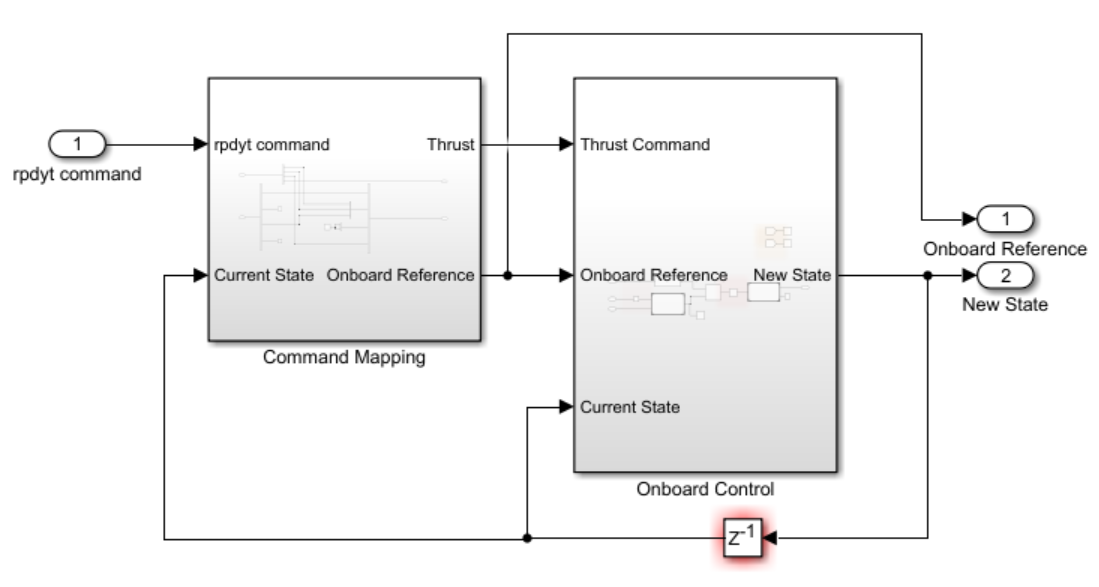 1
rpdyt command
rpdyt command
Thrust
Current State
Onboard Reference
Command Mapping
Thrust Command
Onboard Reference
New State
Current State
Onboard Control
1
Onboard Reference
2
New State
Z-1